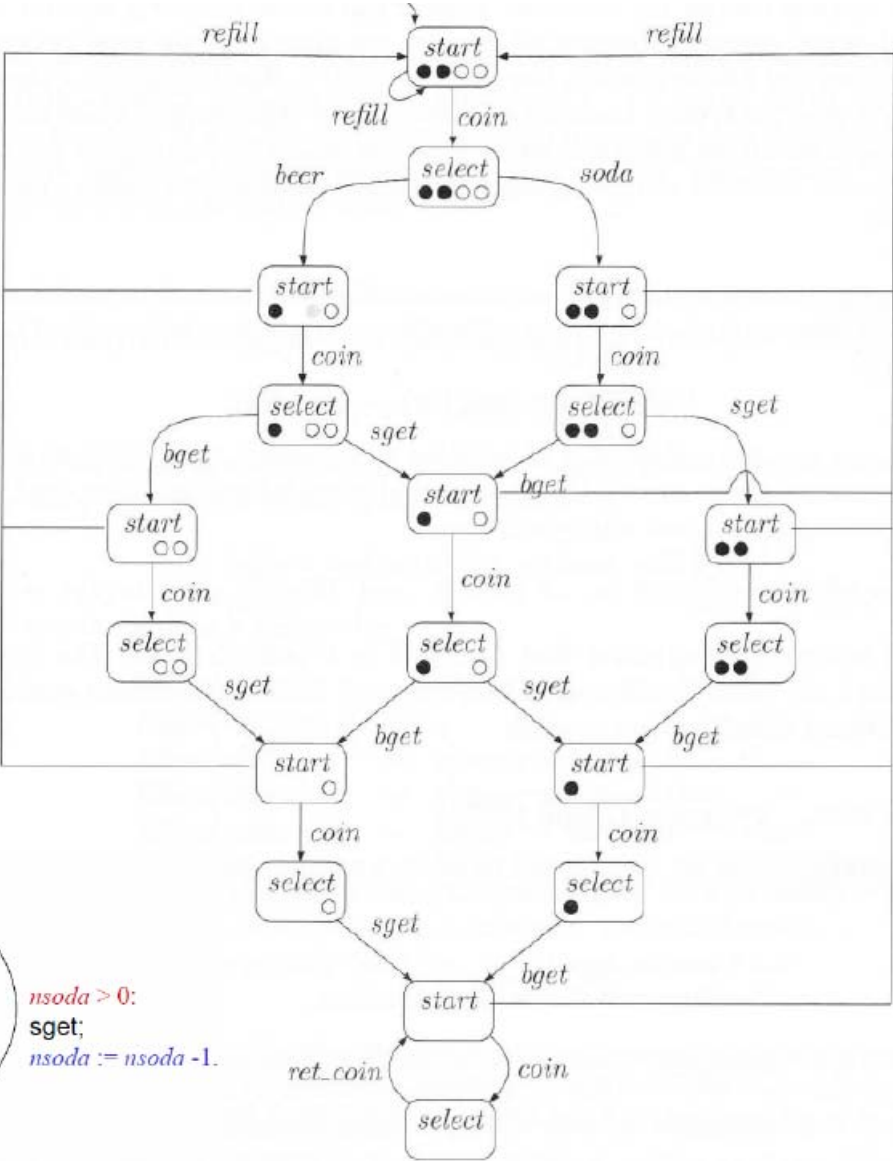 refill
refill
start
refill
coin
select
beer
soda
start
start
coin
coin
select
select
sget
sget
bget
start
bget
start
start
coin
coin
coin
select
select
select
sget
sget
bget
bget
start
start
coin
coin
select
select
sget
bget
start
nsoda > 0:
sget;
nsoda := nsoda -1.
ret_coin
coin
select